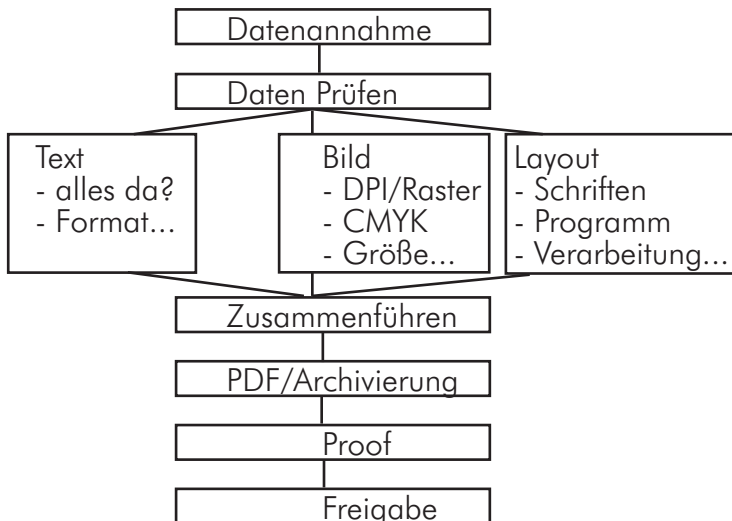 Datenannahme
Daten Prüfen
Text
- alles da?
- Format...
Bild
- DPI/Raster
- CMYK
- Größe...
Layout
- Schriften
- Programm
- Verarbeitung...
Zusammenführen
PDF/Archivierung
Proof
Freigabe